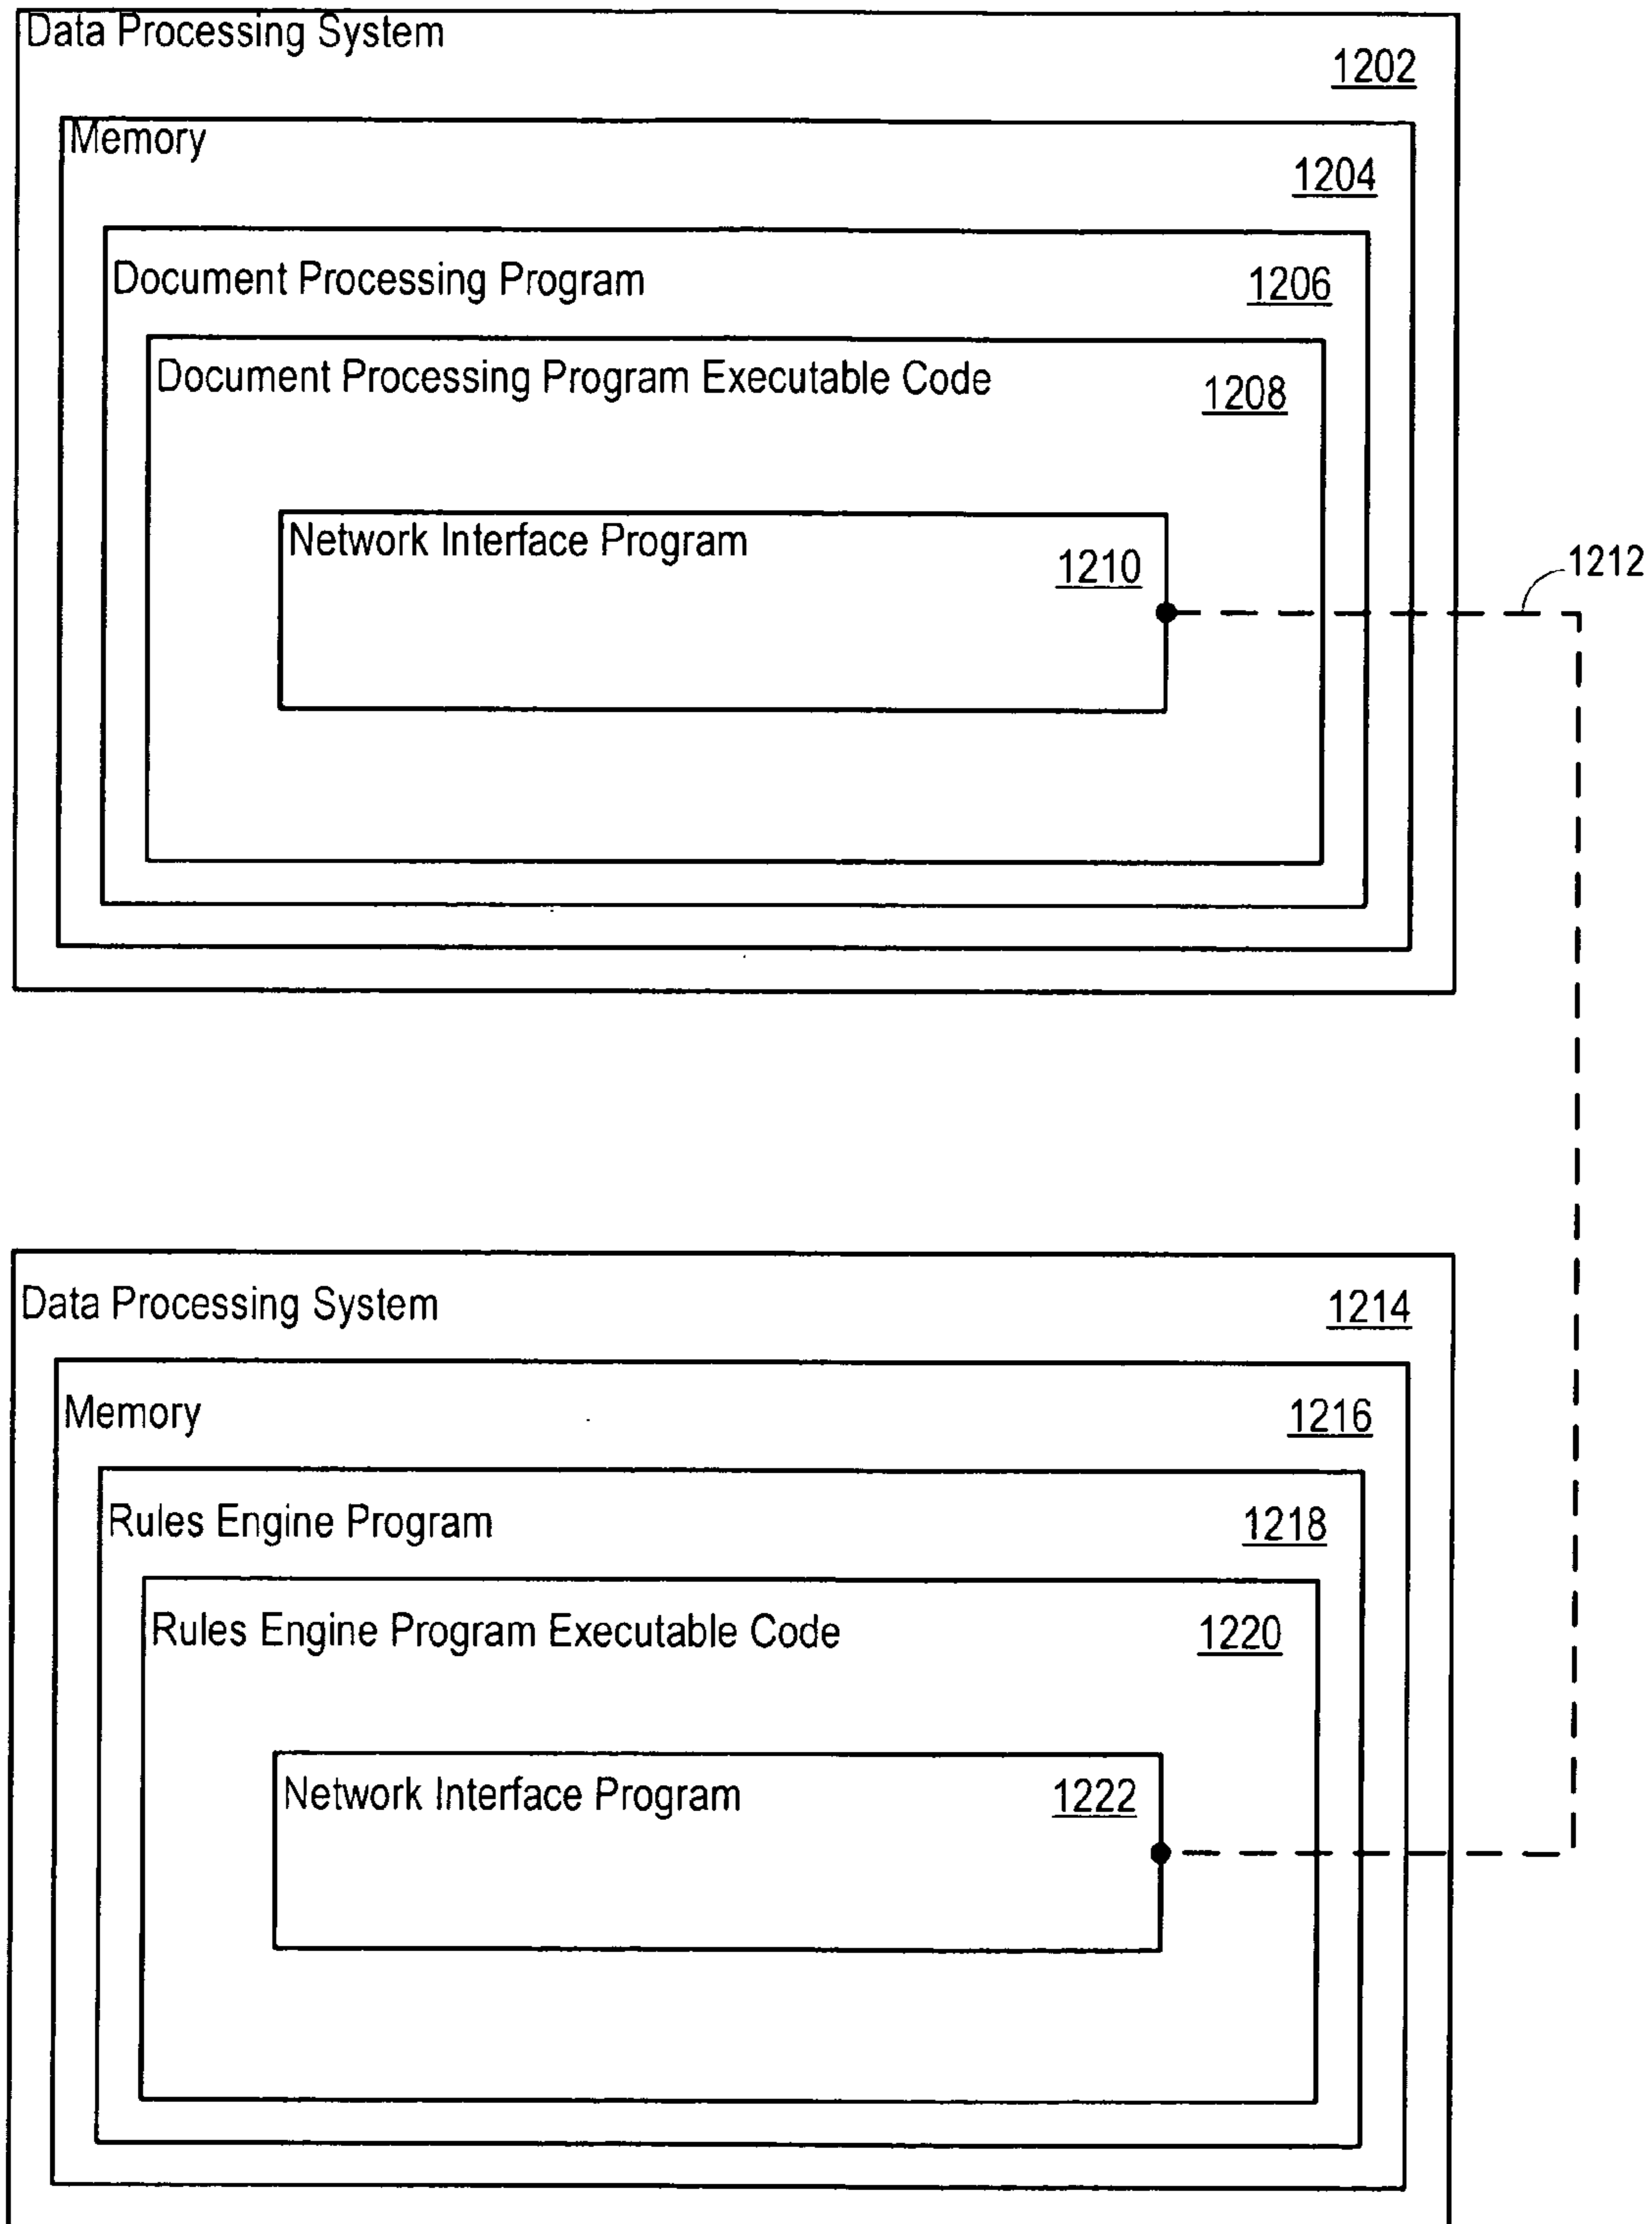 Data Processing System
1202
Memory
1204
Document Processing Program
1206
Document Processing Program Executable Code
1208
Network Interface Program
1210
1212
Data Processing System
1214
Memory
1216
Rules Engine Program
1218
Rules Engine Program Executable Code
1220
Network Interface Program
1222